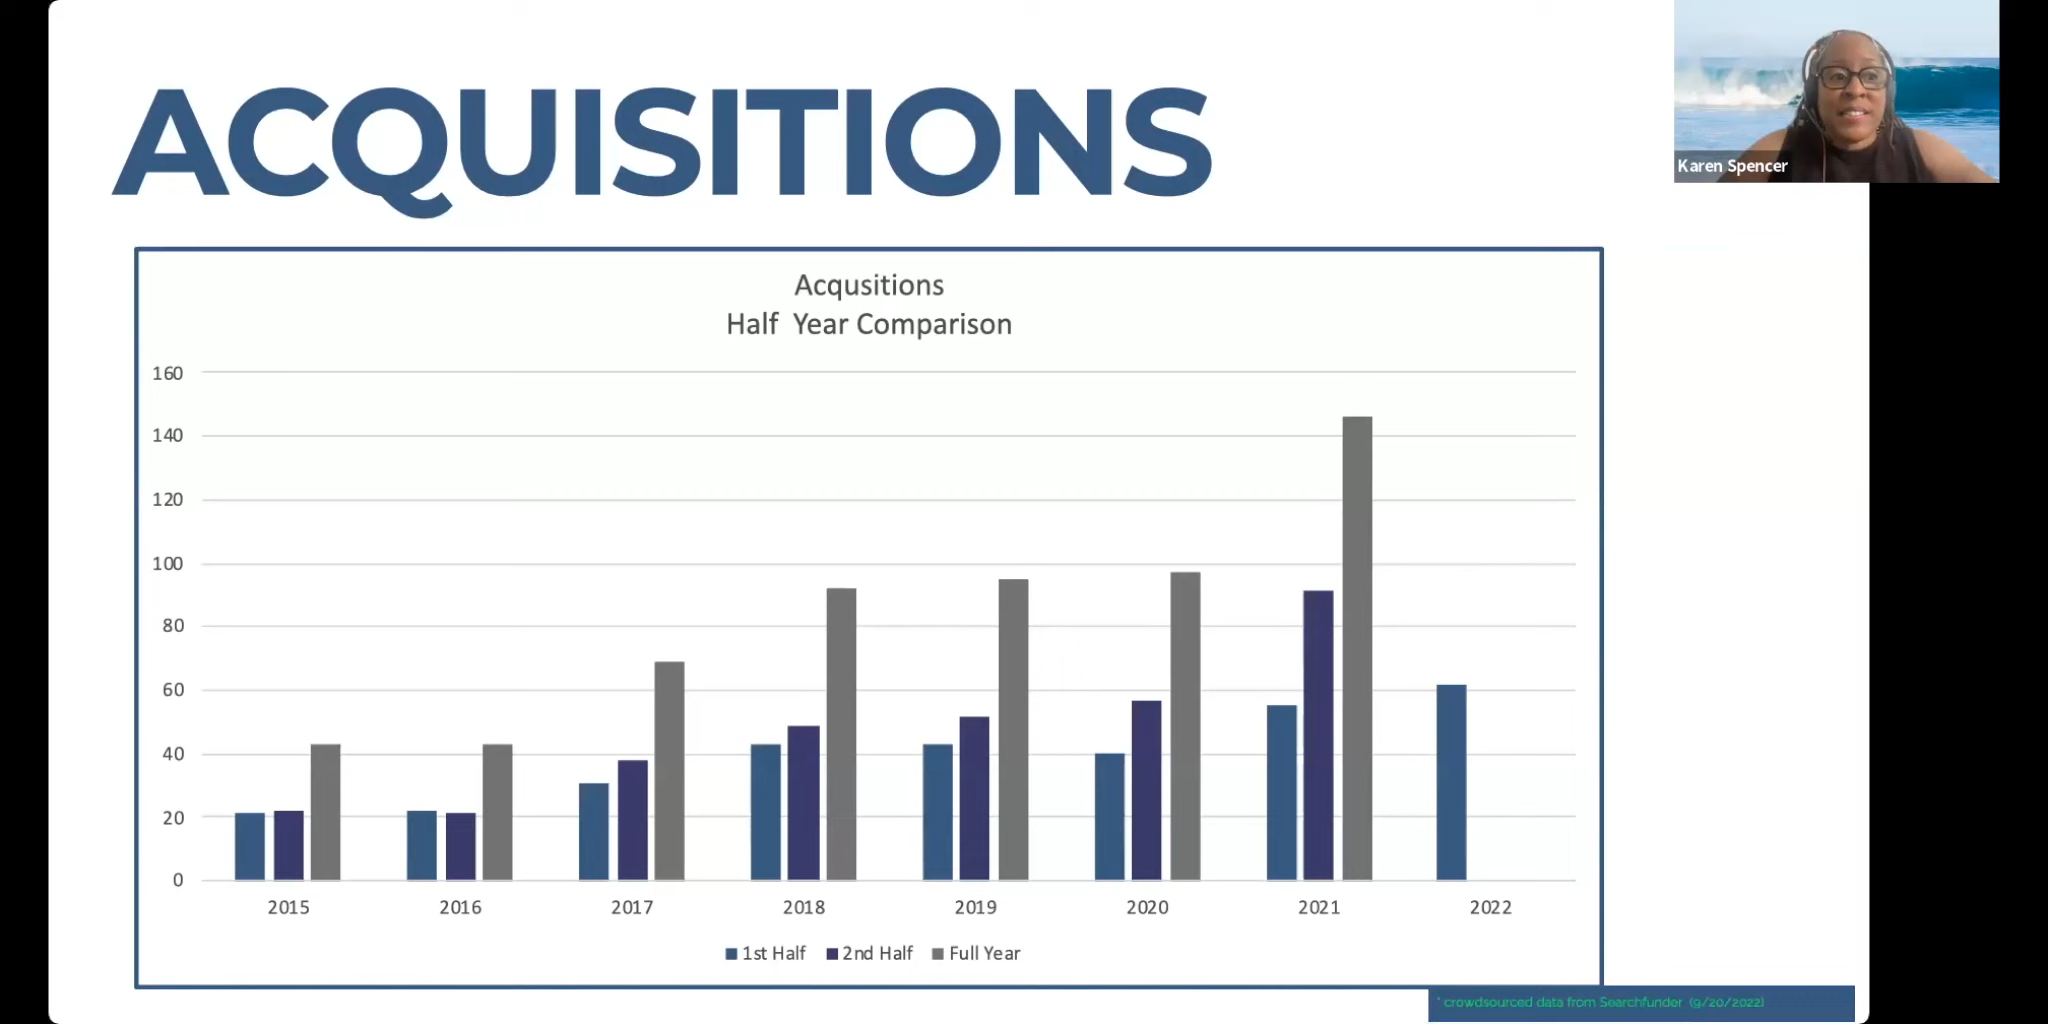 ACQUISITIONS
Karen Spencer
Acqusitions
Half Year Comparison
160
140
120
100
80
60
40
20
0
2015 2016 2017 2018 2019 2020 2021 2022
1st Half 2nd Half Full Year
* crowdsourced data from Searchfunder (9/20/2022)